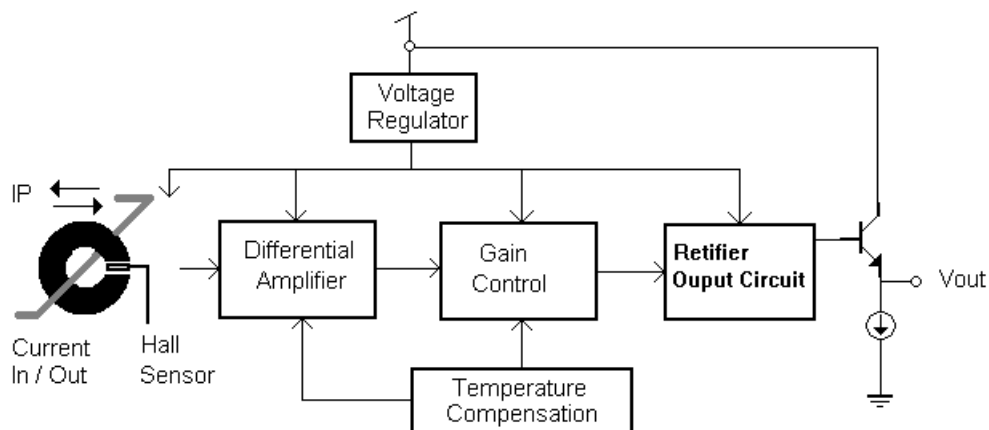 Voltage
Regulator
IP
Differential
Amplifier
Gain
Control
Retifier
Ouput Circuit
Vout
Current
In / Out
Hall
Sensor
Temperature
Compensation